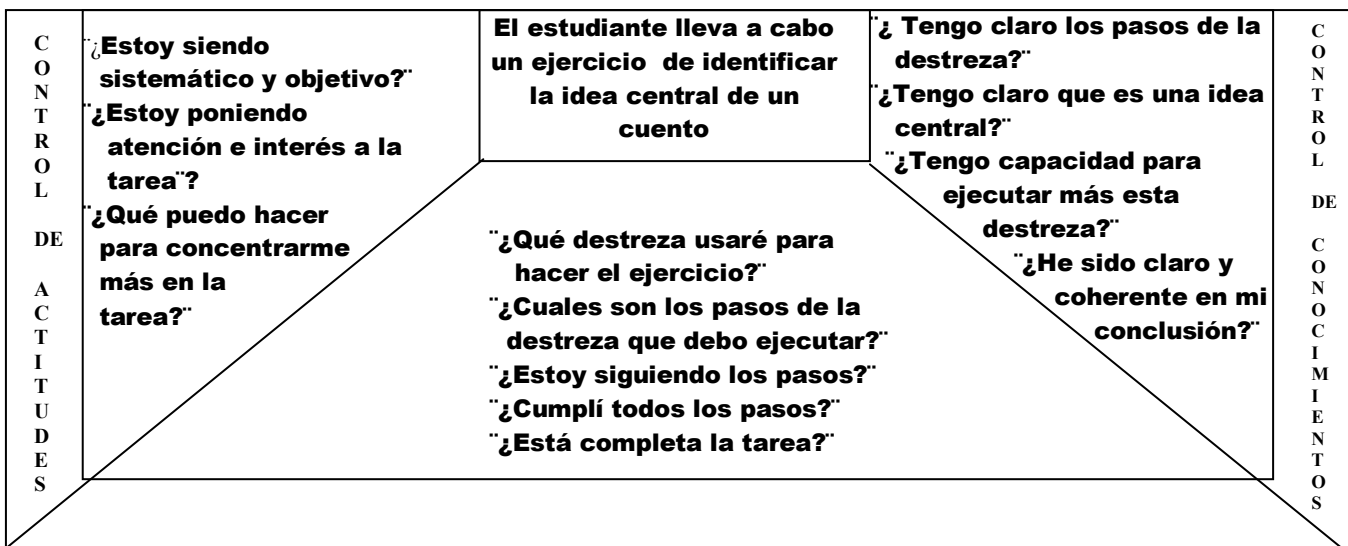 CONTROL DE ACTITUDES
¨¿Estoy siendo
sistemático y objetivo?¨
¨¿Estoy poniendo
atención e interés a la
tarea¨?
¨¿Qué puedo hacer
para concentrarme
más en la
tarea?¨
El estudiante lleva a cabo
un ejercicio de identificar
la idea central de un
cuento
¨¿Qué destreza usaré para
hacer el ejercicio?¨
¨¿Cuales son los pasos de la
destreza que debo ejecutar?¨
¨¿Estoy siguiendo los pasos?¨
¨¿Cumplí todos los pasos?¨
¨¿Está completa la tarea?¨
¨¿ Tengo claro los pasos de la
destreza?¨
¨¿Tengo claro que es una idea
central?¨
¨¿Tengo capacidad para
ejecutar más esta
destreza?¨
¨¿He sido claro y
coherente en mi
conclusión?¨
CONTROL DE CONOCIMIENTOS